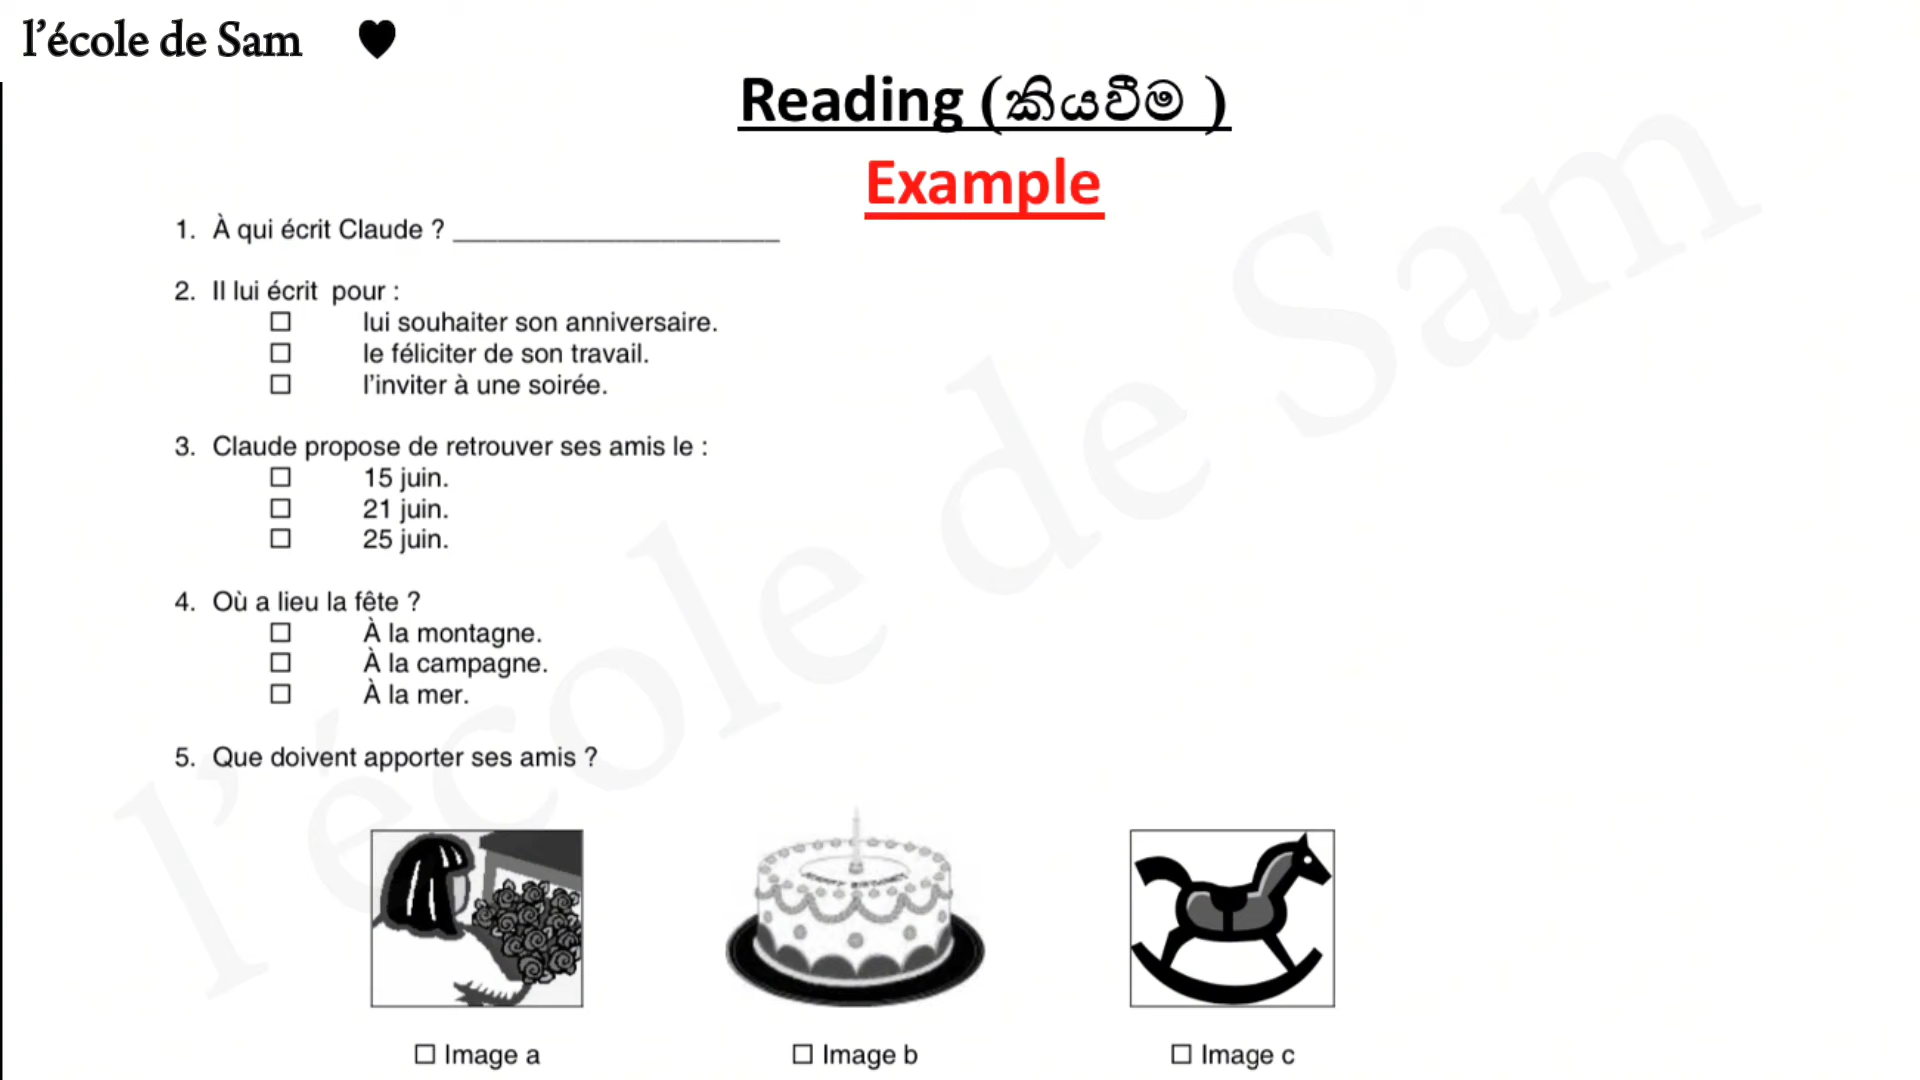 l’école de Sam
Reading (කියවීම )
Example
1. À qui écrit Claude ? ______________________
2. Il lui écrit pour :
☐ lui souhaiter son anniversaire.
☐ le féliciter de son travail.
☐ l’inviter à une soirée.
3. Claude propose de retrouver ses amis le :
☐ 15 juin.
☐ 21 juin.
☐ 25 juin.
4. Où a lieu la fête ?
☐ À la montagne.
☐ À la campagne.
☐ À la mer.
5. Que doivent apporter ses amis ?
☐ Image a
☐ Image b
☐ Image c
l’école de Sam